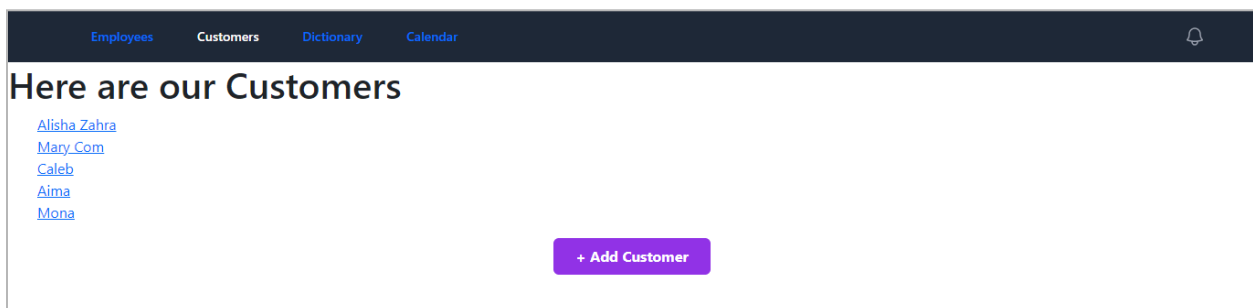 Employees Customers Dictionary Calendar
Here are our Customers
Alisha Zahra
Mary Com
Caleb
Aima
Mona
+ Add Customer